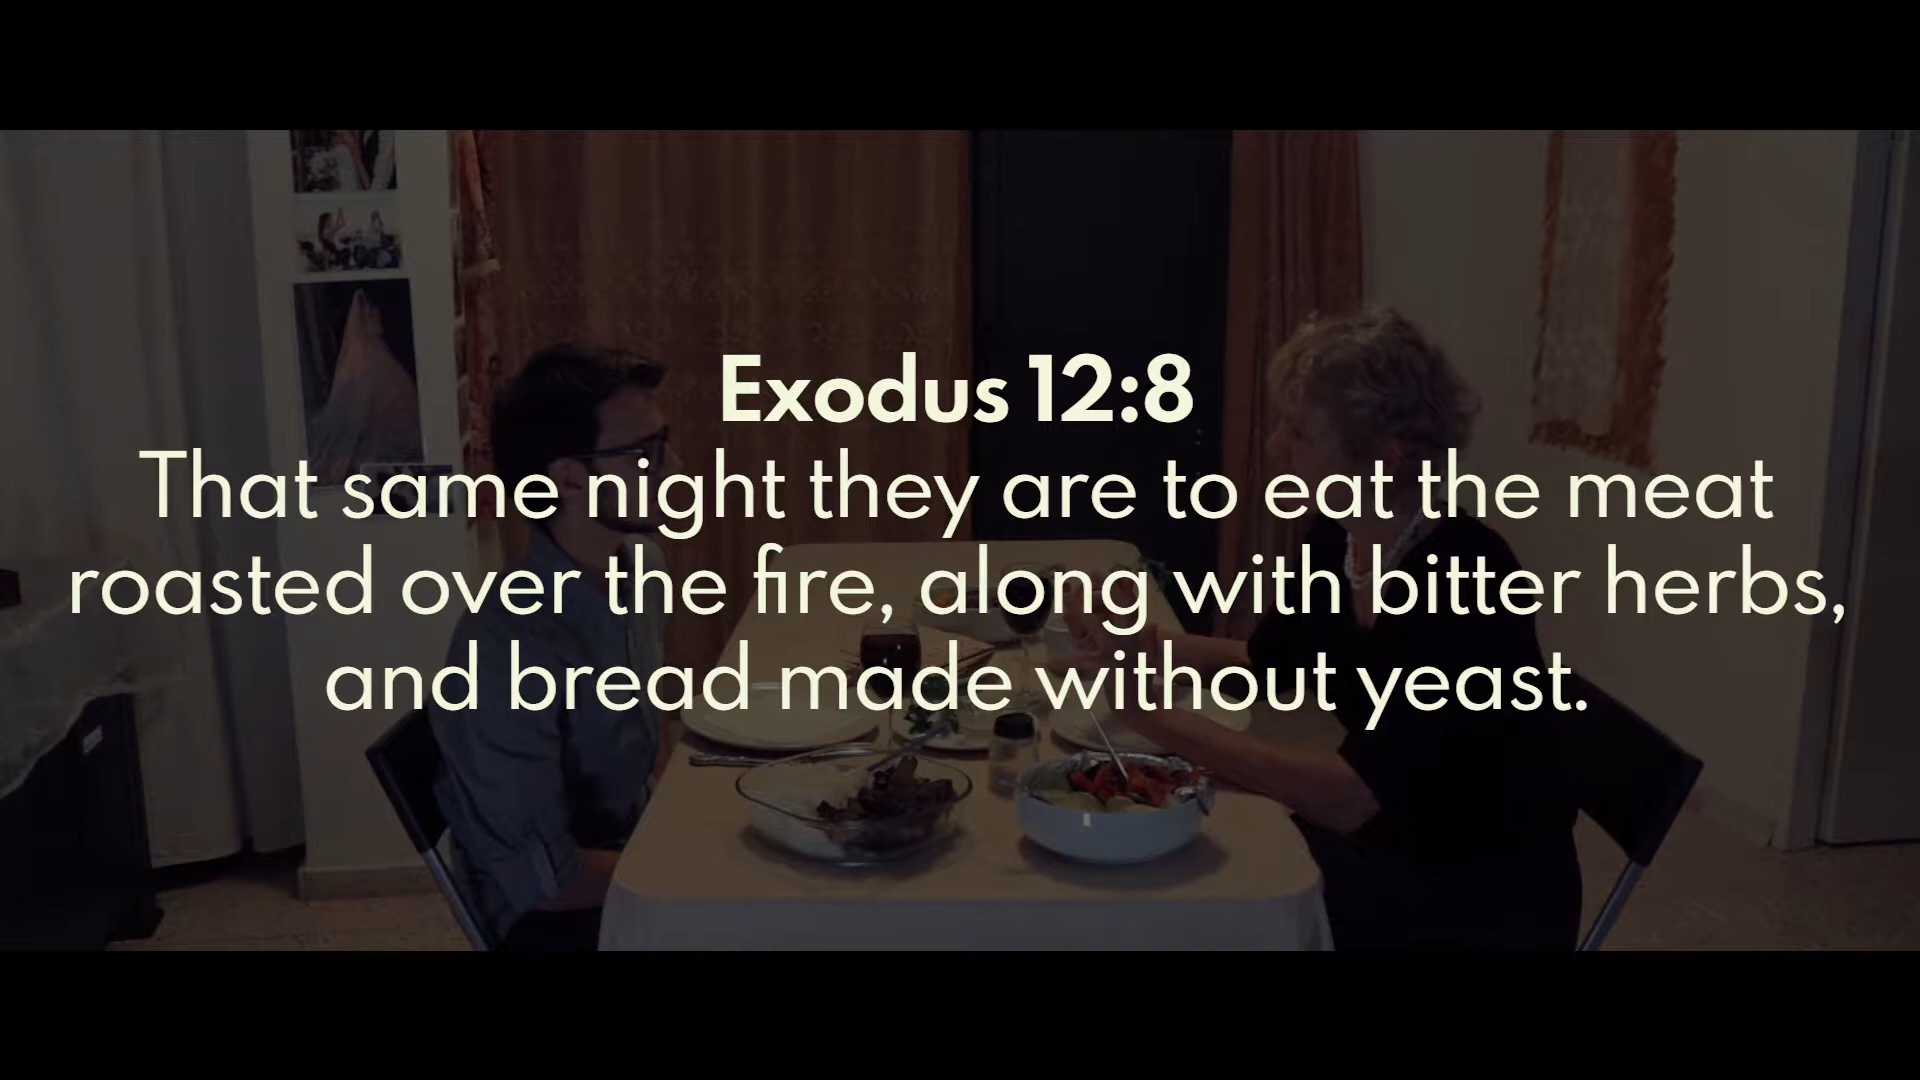 Exodus 12:8
That same night they are to eat the meat
roasted over the fire, along with bitter herbs,
and bread made without yeast.